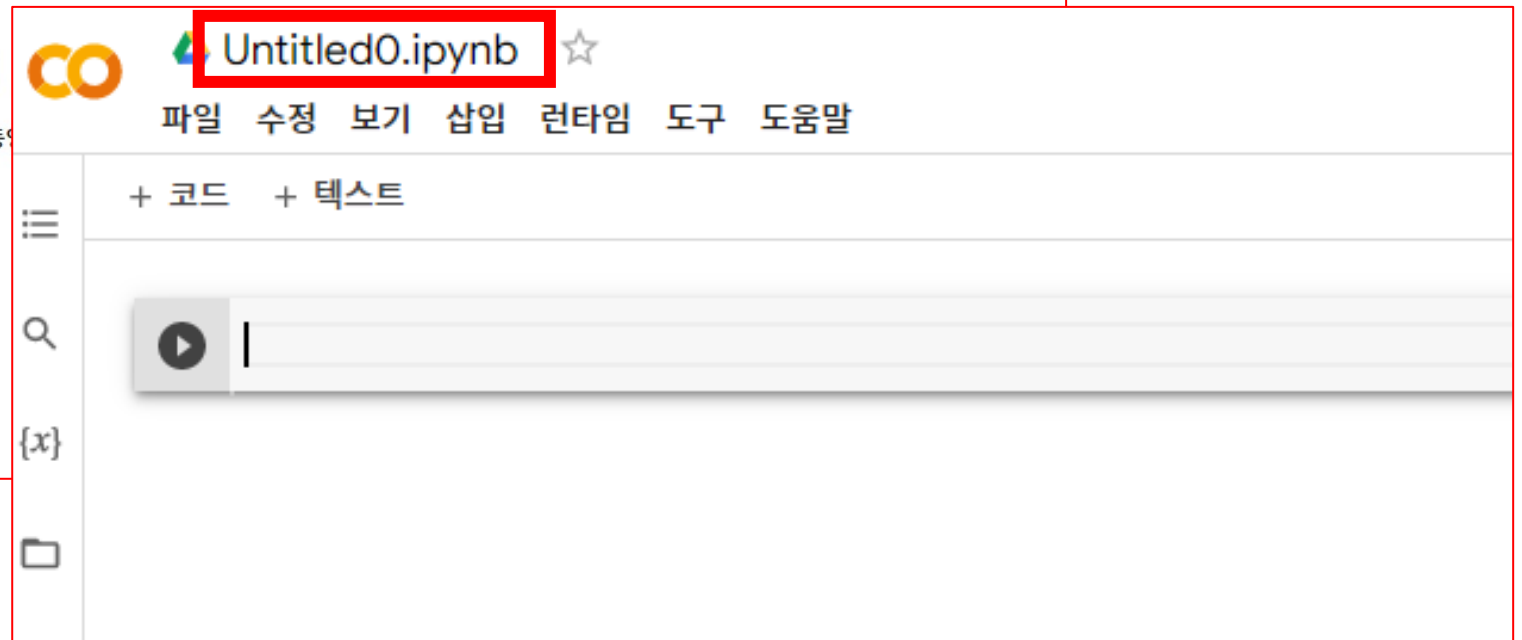 Untitled0.ipynb
파일 수정 보기 삽입 런타임 도구 도움말
+ 코드 + 텍스트
{x}